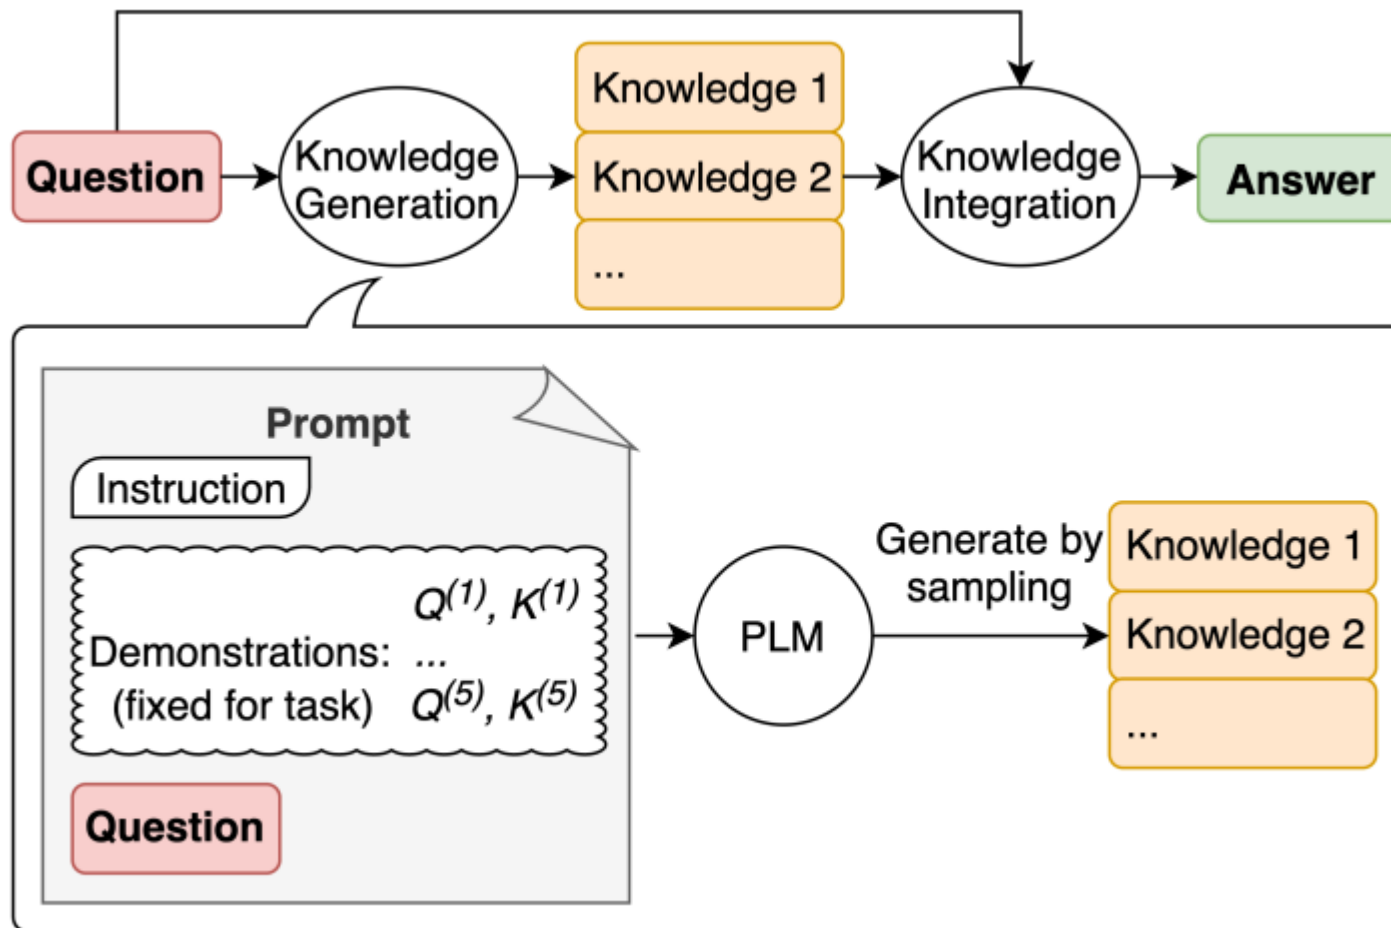 Question
Knowledge
Generation
Knowledge 1
Knowledge 2
...
Knowledge
Integration
Answer
Prompt
Instruction
Q(1), K(1)
Demonstrations: ...
(fixed for task) Q(5), K(5)
Question
PLM
Generate by
sampling
Knowledge 1
Knowledge 2
...